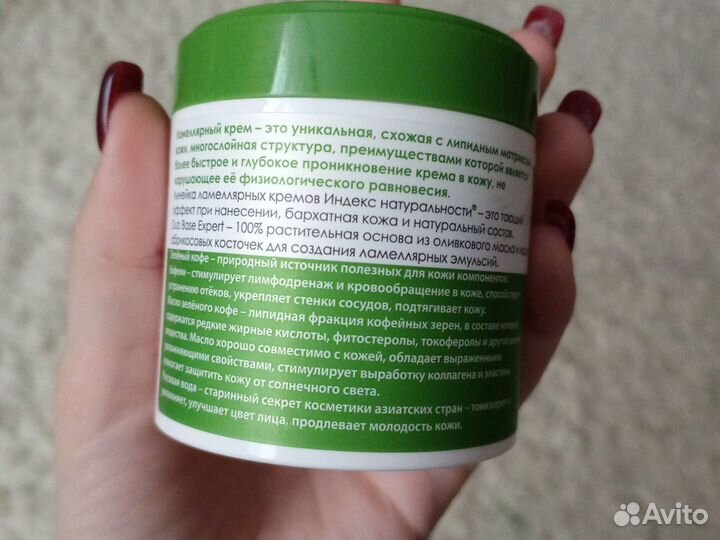 Ламеллярный крем – это уникальная, схожая с липидным
кожи, многослойная структура, преимуществами которой является
более быстрое и глубокое проникновение крема в кожу, не
нарушающее её физиологического равновесия.
Линейка ламеллярных кремов Индекс натуральности® – это тающий
эффект при нанесении, бархатная кожа и натуральный состав.
Olub Base Expert – 100% растительная основа из оливкового масла и
абрикосовых косточек для создания ламеллярных эмульсий.
Зелёный кофе – природный источник полезных для кожи компонентов:
Кофеин – стимулирует лимфодренаж и кровообращение в коже, способствует
устранению отёков, укрепляет стенки сосудов, подтягивает кожу.
Масло зелёного кофе – липидная фракция кофейных зерен, в составе
содержатся редкие жирные кислоты, фитостеролы, токоферолы и другие
вещества. Масло хорошо совместимо с кожей, обладает выраженными
увлажняющими свойствами, стимулирует выработку коллагена и эластина,
помогает защитить кожу от солнечного света.
Рисовая вода – старинный секрет косметики азиатских стран –
увлажняет, улучшает цвет лица, продлевает молодость кожи.
Avito